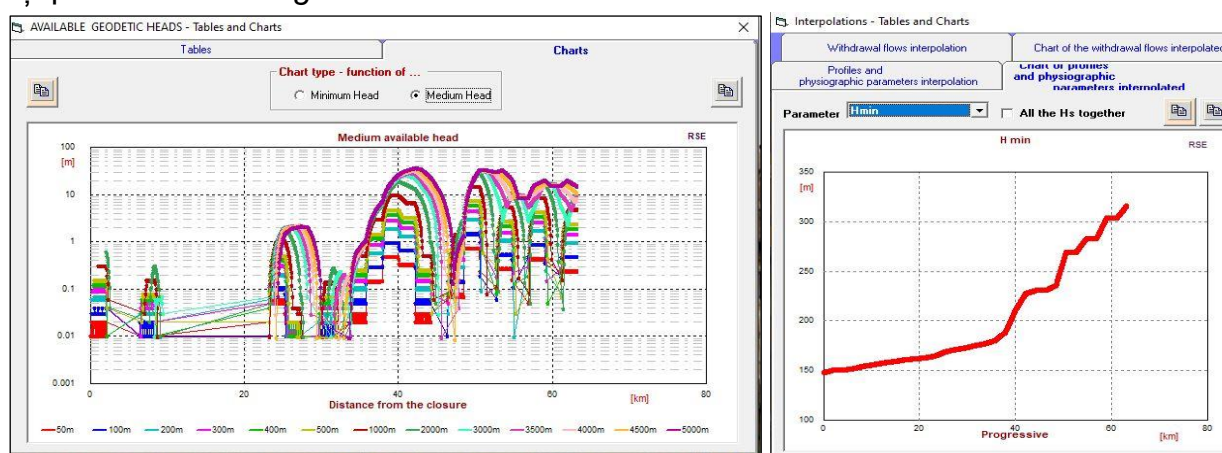 AVAILABLE GEODETIC HEADS - Tables and Charts
Tables
Charts
Chart type - function of ...
Minimum Head
Medium Head
Medium available head
RSE
100
[m]
10
1
0.1
0.01
0.001
0
20
40
60
80
[km]
Distance from the closure
50m
100m
200m
300m
400m
500m
1000m
2000m
3000m
3500m
4000m
4500m
5000m
Interpolations - Tables and Charts
Withdrawal flows interpolation
Chart of the withdrawal flows interpolated
Profiles and
physiographic parameters interpolation
Chart of profiles
and physiographic
parameters interpolated
Parameter
Hmin
All the Hs together
H min
RSE
350
[m]
300
250
200
150
100
0
20
40
60
80
Progressive
[km]